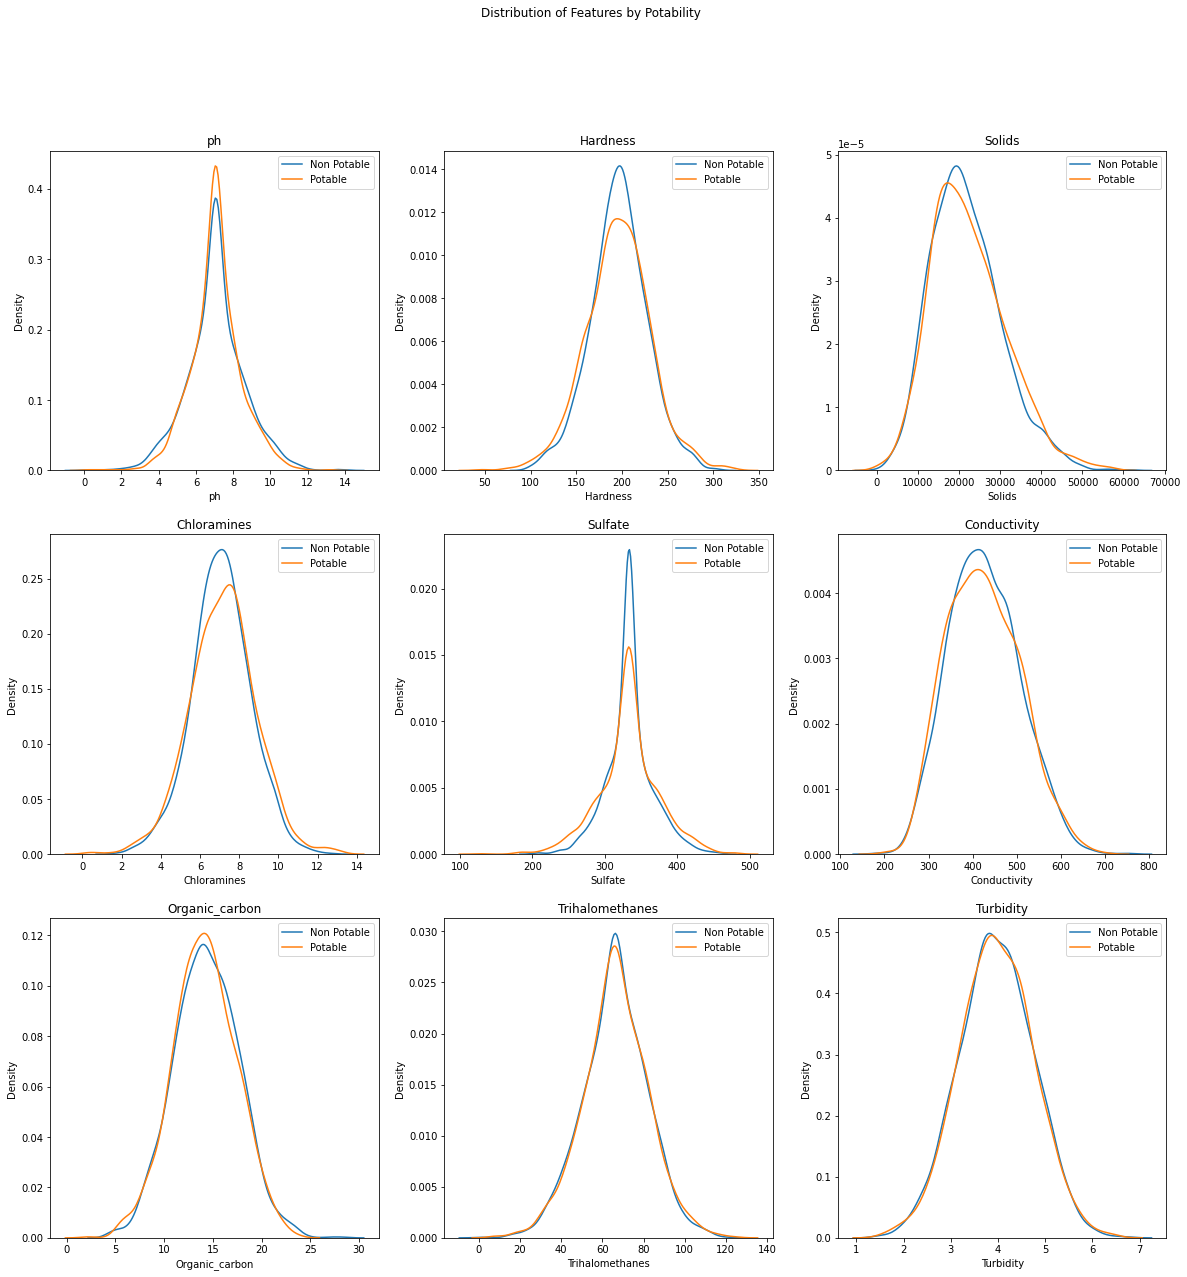 Distribution of Features by Potability
ph
Non Potable
Potable
Density
0.4
0.3
0.2
0.1
0.0
0 2 4 6 8 10 12 14
ph
Hardness
Non Potable
Potable
Density
0.014
0.012
0.010
0.008
0.006
0.004
0.002
0.000
50 100 150 200 250 300 350
Hardness
Solids
1e−5
Non Potable
Potable
Density
5
4
3
2
1
0
0 10000 20000 30000 40000 50000 60000 70000
Solids
Chloramines
Non Potable
Potable
Density
0.25
0.20
0.15
0.10
0.05
0.00
0 2 4 6 8 10 12 14
Chloramines
Sulfate
Non Potable
Potable
Density
0.020
0.015
0.010
0.005
0.000
100 200 300 400 500
Sulfate
Conductivity
Non Potable
Potable
Density
0.004
0.003
0.002
0.001
0.000
100 200 300 400 500 600 700 800
Conductivity
Organic_carbon
Non Potable
Potable
Density
0.12
0.10
0.08
0.06
0.04
0.02
0.00
0 5 10 15 20 25 30
Organic_carbon
Trihalomethanes
Non Potable
Potable
Density
0.030
0.025
0.020
0.015
0.010
0.005
0.000
0 20 40 60 80 100 120 140
Trihalomethanes
Turbidity
Non Potable
Potable
Density
0.5
0.4
0.3
0.2
0.1
0.0
1 2 3 4 5 6 7
Turbidity